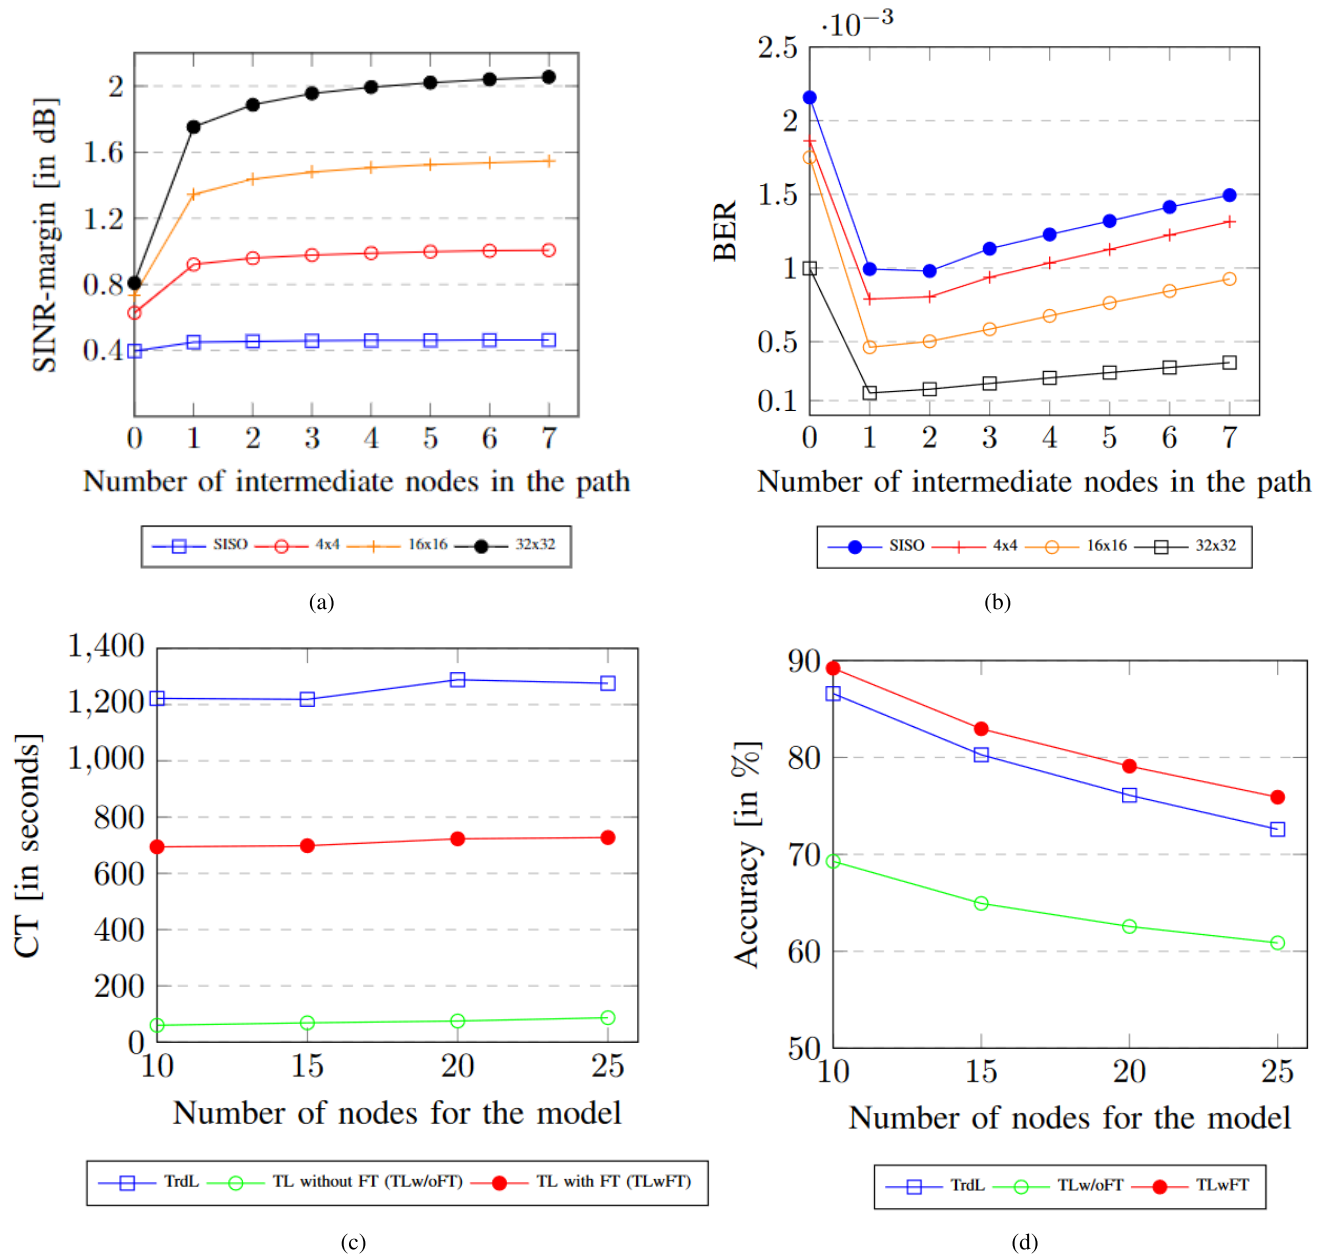 SINR-margin [in dB]
2
1.6
1.2
0.8
0.4
0 1 2 3 4 5 6 7
Number of intermediate nodes in the path
SISO 4x4 16x16 32x32
(a)
·10−3
BER
2.5
2
1.5
1
0.5
0.1
0 1 2 3 4 5 6 7
Number of intermediate nodes in the path
SISO 4x4 16x16 32x32
(b)
CT [in seconds]
1,400
1,200
1,000
800
600
400
200
0
10 15 20 25
Number of nodes for the model
TrdL TL without FT (TLw/oFT) TL with FT (TLwFT)
(c)
Accuracy [in %]
90
80
70
60
50
10 15 20 25
Number of nodes for the model
TrdL TLw/oFT TLwFT
(d)